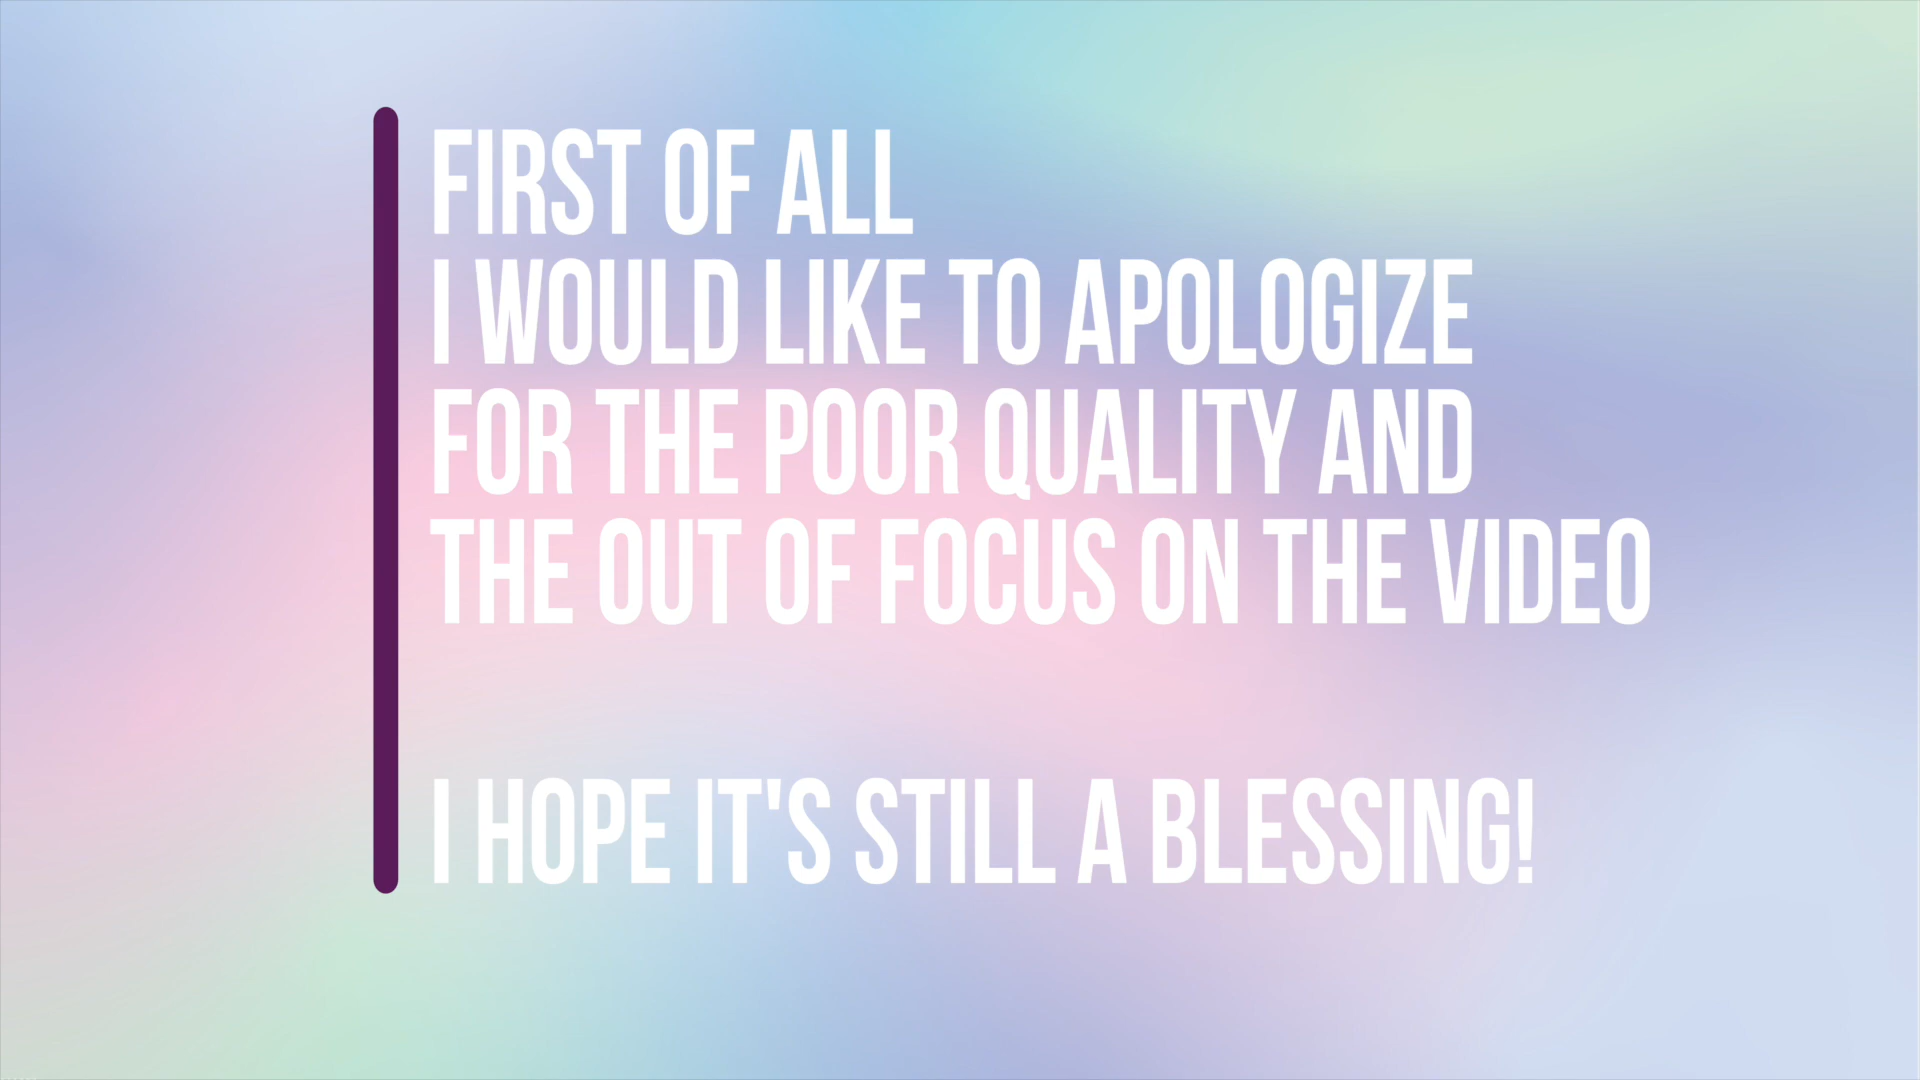 FIRST OF ALL
I WOULD LIKE TO APOLOGIZE
FOR THE POOR QUALITY AND
THE OUT OF FOCUS ON THE VIDEO
I HOPE IT'S STILL A BLESSING!